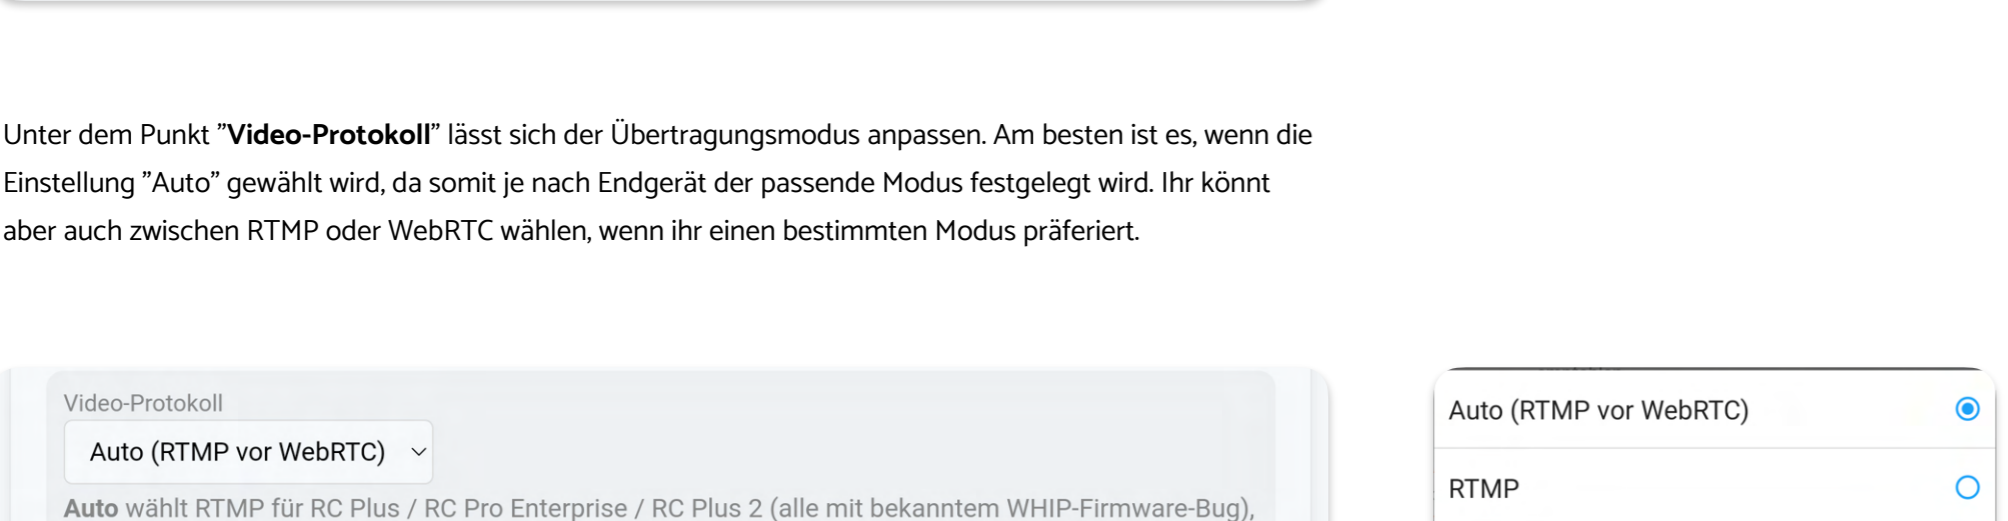 Unter dem Punkt "Video-Protokoll" lässt sich der Übertragungsmodus anpassen. Am besten ist es, wenn die
Einstellung "Auto" gewählt wird, da somit je nach Endgerät der passende Modus festgelegt wird. Ihr könnt
aber auch zwischen RTMP oder WebRTC wählen, wenn ihr einen bestimmten Modus präferiert.
Video-Protokoll
Auto (RTMP vor WebRTC)
Auto wählt RTMP für RC Plus / RC Pro Enterprise / RC Plus 2 (alle mit bekanntem WHIP-Firmware-Bug),
Auto (RTMP vor WebRTC)
RTMP